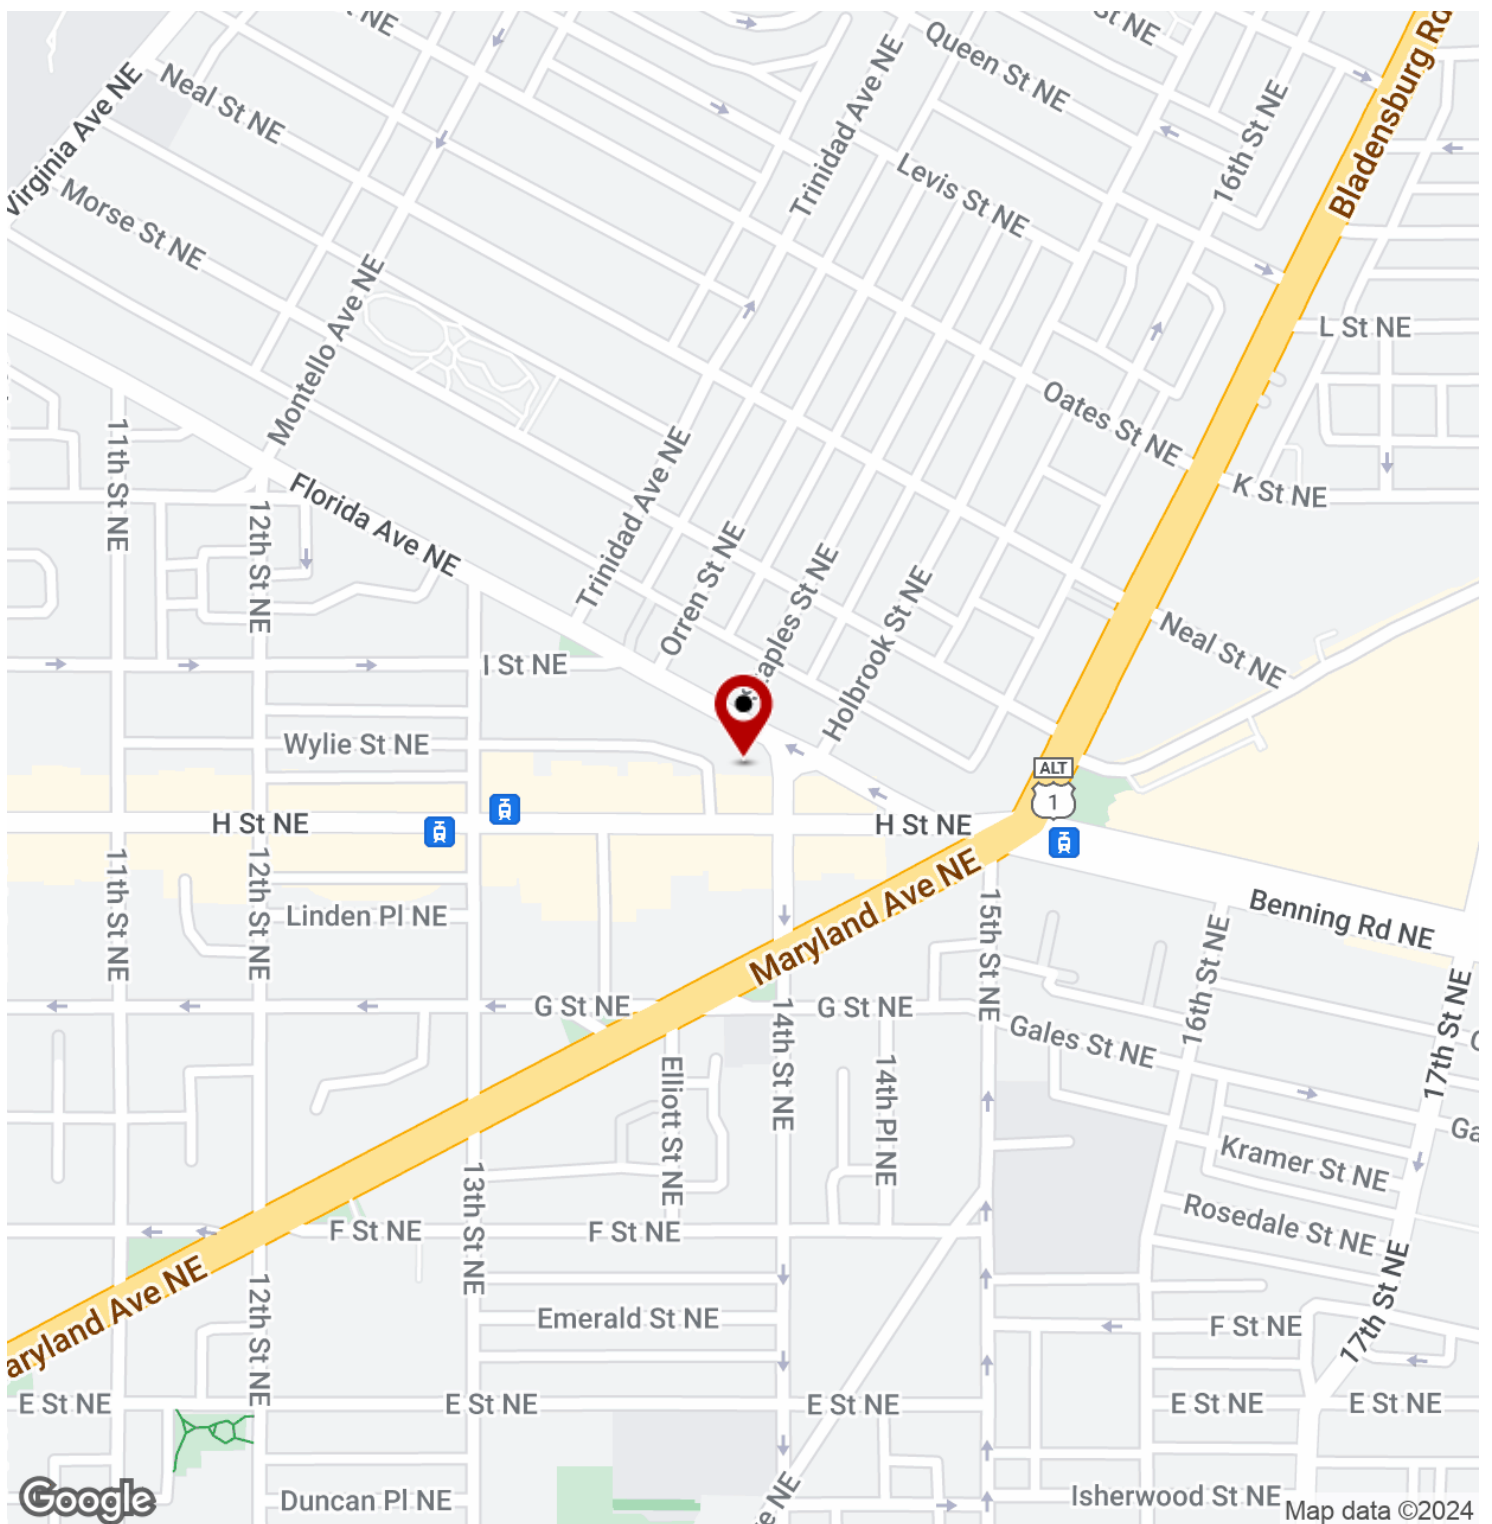 NE
St NE
Queen St NE
Bladensburg Rd
Neal St NE
Trinidad Ave NE
16th St NE
Virginia Ave NE
Levis St NE
Morse St NE
Montello Ave NE
L St NE
Oates St NE
11th St NE
Florida Ave NE
Trinidad Ave NE
K St NE
12th St NE
Orren St NE
aples St NE
Holbrook St NE
Neal St NE
I St NE
Wylie St NE
ALT
1
H St NE
H St NE
11th St NE
12th St NE
Maryland Ave NE
15th St NE
Linden Pl NE
Benning Rd NE
16th St NE
17th St NE
G St NE
G St NE
14th St NE
Gales St NE
Elliott St NE
14th Pl NE
Ga
Kramer St NE
13th St NE
Rosedale St NE
F St NE
F St NE
aryland Ave NE
12th St NE
Emerald St NE
F St NE
17th St NE
E St NE
E St NE
E St NE
E St NE
E St NE
Google
Duncan Pl NE
e NE
Isherwood St NE
Map data ©2024